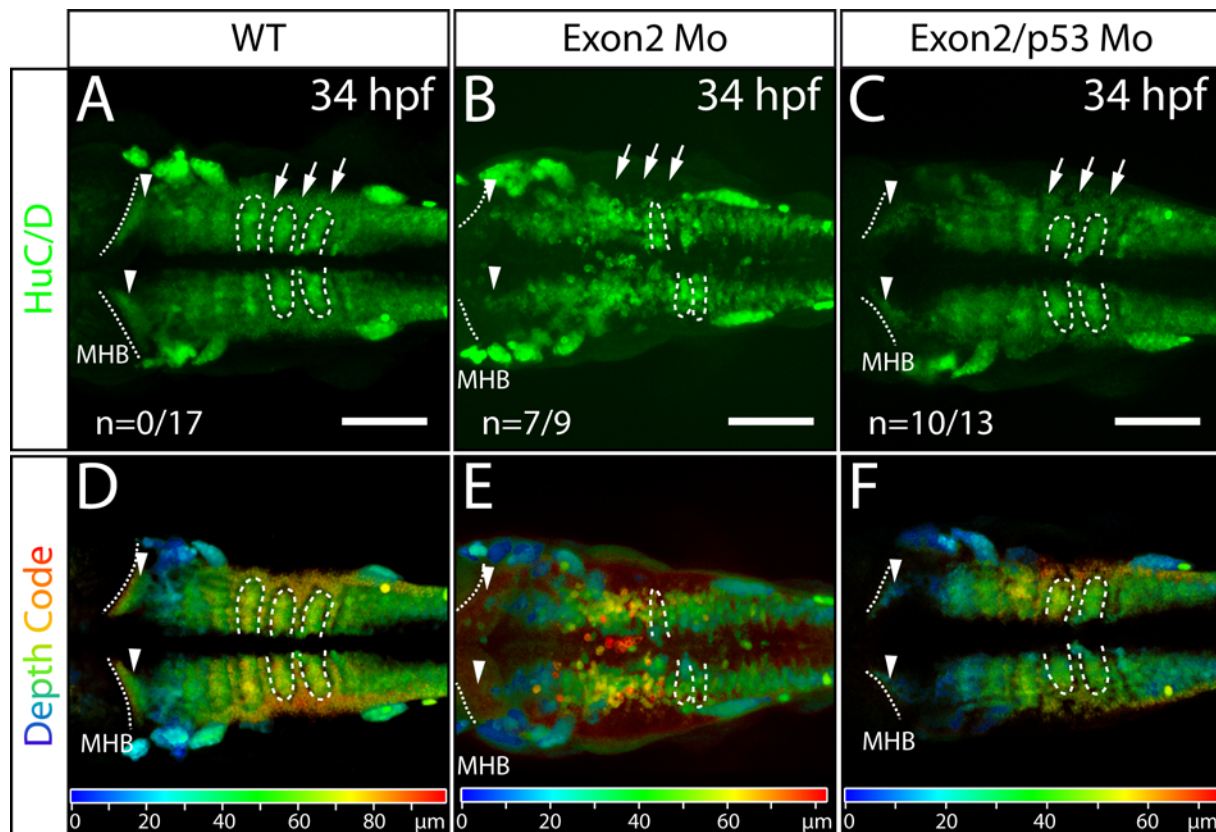 WT
Exon2 Mo
Exon2/p53 Mo
HuC/D
A
34 hpf
MHB
n=0/17
B
34 hpf
MHB
n=7/9
C
34 hpf
MHB
n=10/13
Depth Code
D
MHB
0 20 40 60 80 μm
E
MHB
0 20 40 60 μm
F
MHB
0 20 40 60 μm